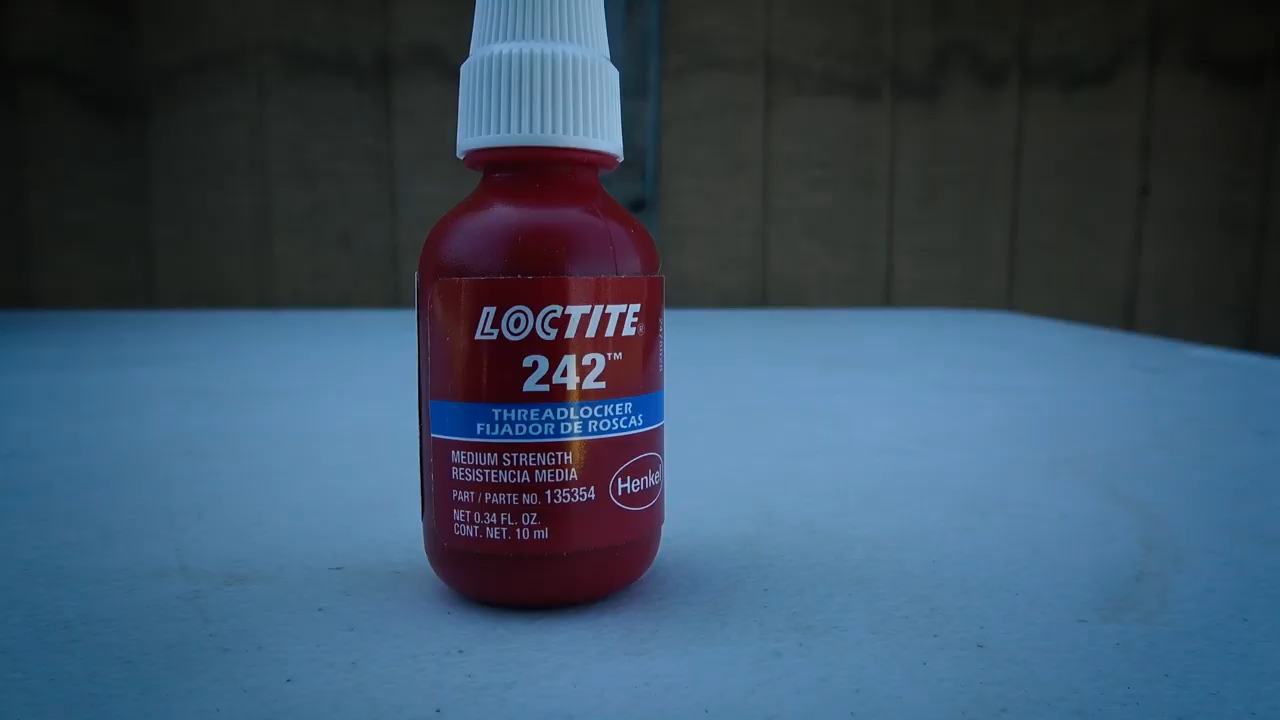 LOCTITE®
242™
THREADLOCKER
FIJADOR DE ROSCAS
MEDIUM STRENGTH
RESISTENCIA MEDIA
PART / PARTE NO. 135354
Henkel
NET 0.34 FL. OZ.
CONT. NET. 10 ml